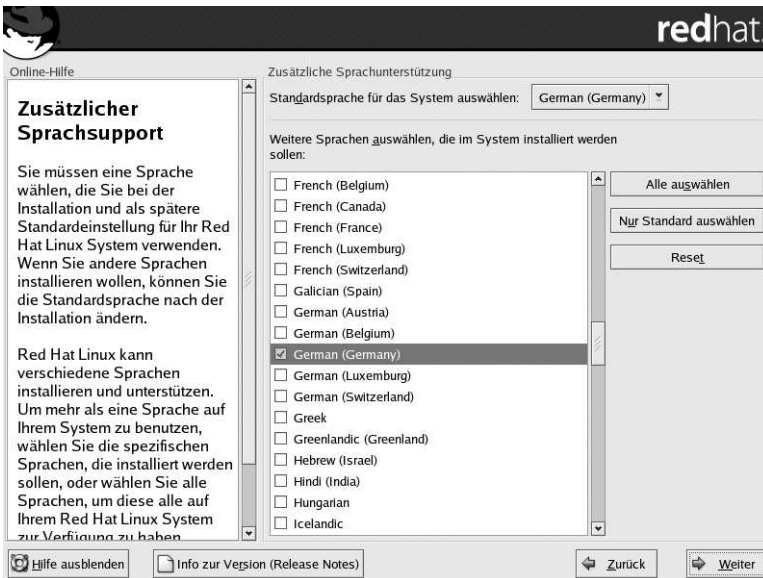 redhat.
Online-Hilfe
Zusätzlicher
Sprachsupport
Sie müssen eine Sprache
wählen, die Sie bei der
Installation und als spätere
Standardeinstellung für Ihr Red
Hat Linux System verwenden.
Wenn Sie andere Sprachen
installieren wollen, können Sie
die Standardsprache nach der
Installation ändern.
Red Hat Linux kann
verschiedene Sprachen
installieren und unterstützen.
Um mehr als eine Sprache auf
Ihrem System zu benutzen,
wählen Sie die spezifischen
Sprachen, die installiert werden
sollen, oder wählen Sie alle
Sprachen, um diese alle auf
Ihrem Red Hat Linux System
zur Verfügung zu haben
Zusätzliche Sprachunterstützung
Standardsprache für das System auswählen: German (Germany)
Weitere Sprachen auswählen, die im System installiert werden
sollen:
French (Belgium)
French (Canada)
French (France)
French (Luxemburg)
French (Switzerland)
Galician (Spain)
German (Austria)
German (Belgium)
German (Germany)
German (Luxemburg)
German (Switzerland)
Greek
Greenlandic (Greenland)
Hebrew (Israel)
Hindi (India)
Hungarian
Icelandic
Alle auswählen
Nur Standard auswählen
Reset
Hilfe ausblenden
Info zur Version (Release Notes)
Zurück
Weiter